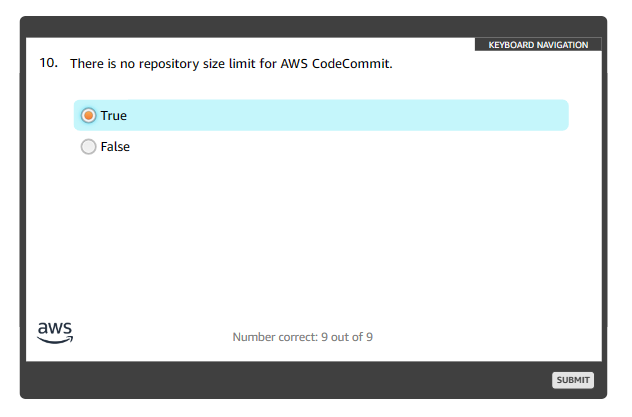 KEYBOARD NAVIGATION
10. There is no repository size limit for AWS CodeCommit.
True
False
aws
Number correct: 9 out of 9
SUBMIT